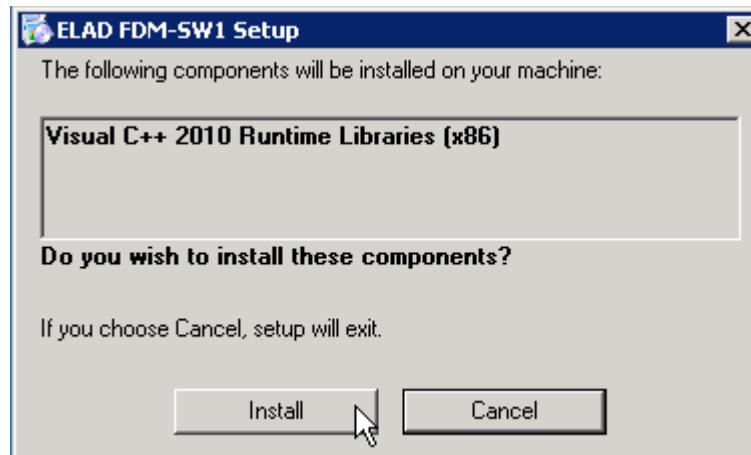 ELAD FDM-SW1 Setup
The following components will be installed on your machine:
Visual C++ 2010 Runtime Libraries (x86)
Do you wish to install these components?
If you choose Cancel, setup will exit.
Install Cancel